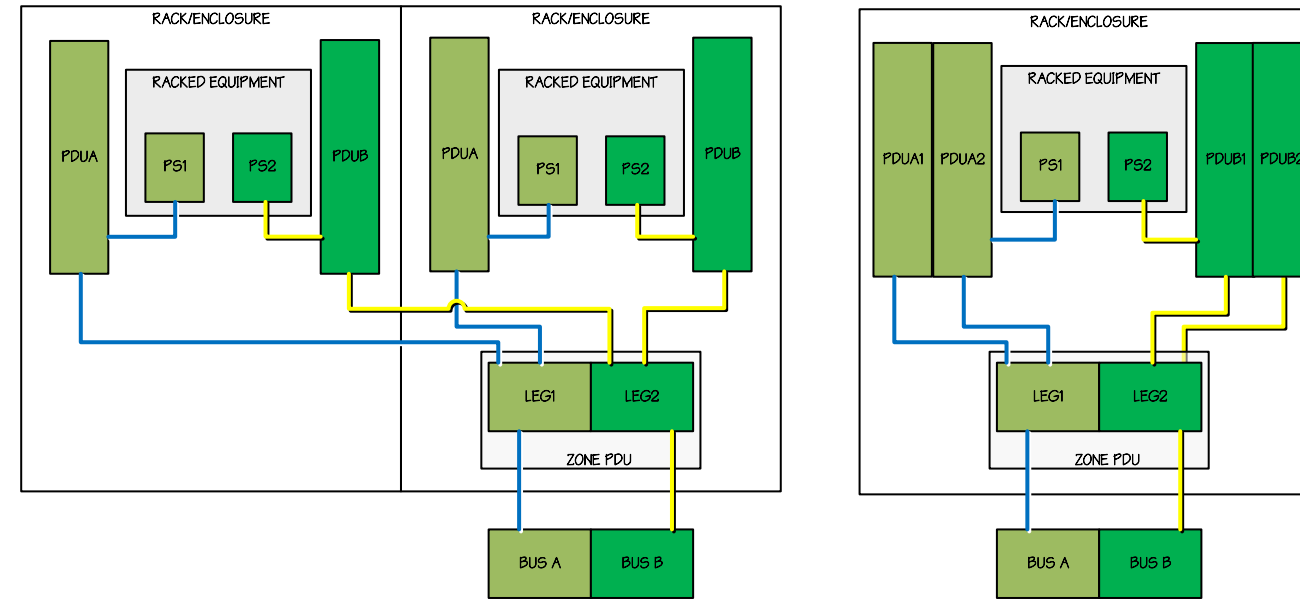 RACK/ENCLOSURE
RACK/ENCLOSURE
RACK/ENCLOSURE
RACKED EQUIPMENT
RACKED EQUIPMENT
RACKED EQUIPMENT
PDUA
PS1
PS2
PDUB
PDUA
PS1
PS2
PDUB
PDUA1
PDUA2
PS1
PS2
PDUB1
PDUB2
LEG1
LEG2
LEG1
LEG2
ZONE PDU
ZONE PDU
BUS A
BUS B
BUS A
BUS B